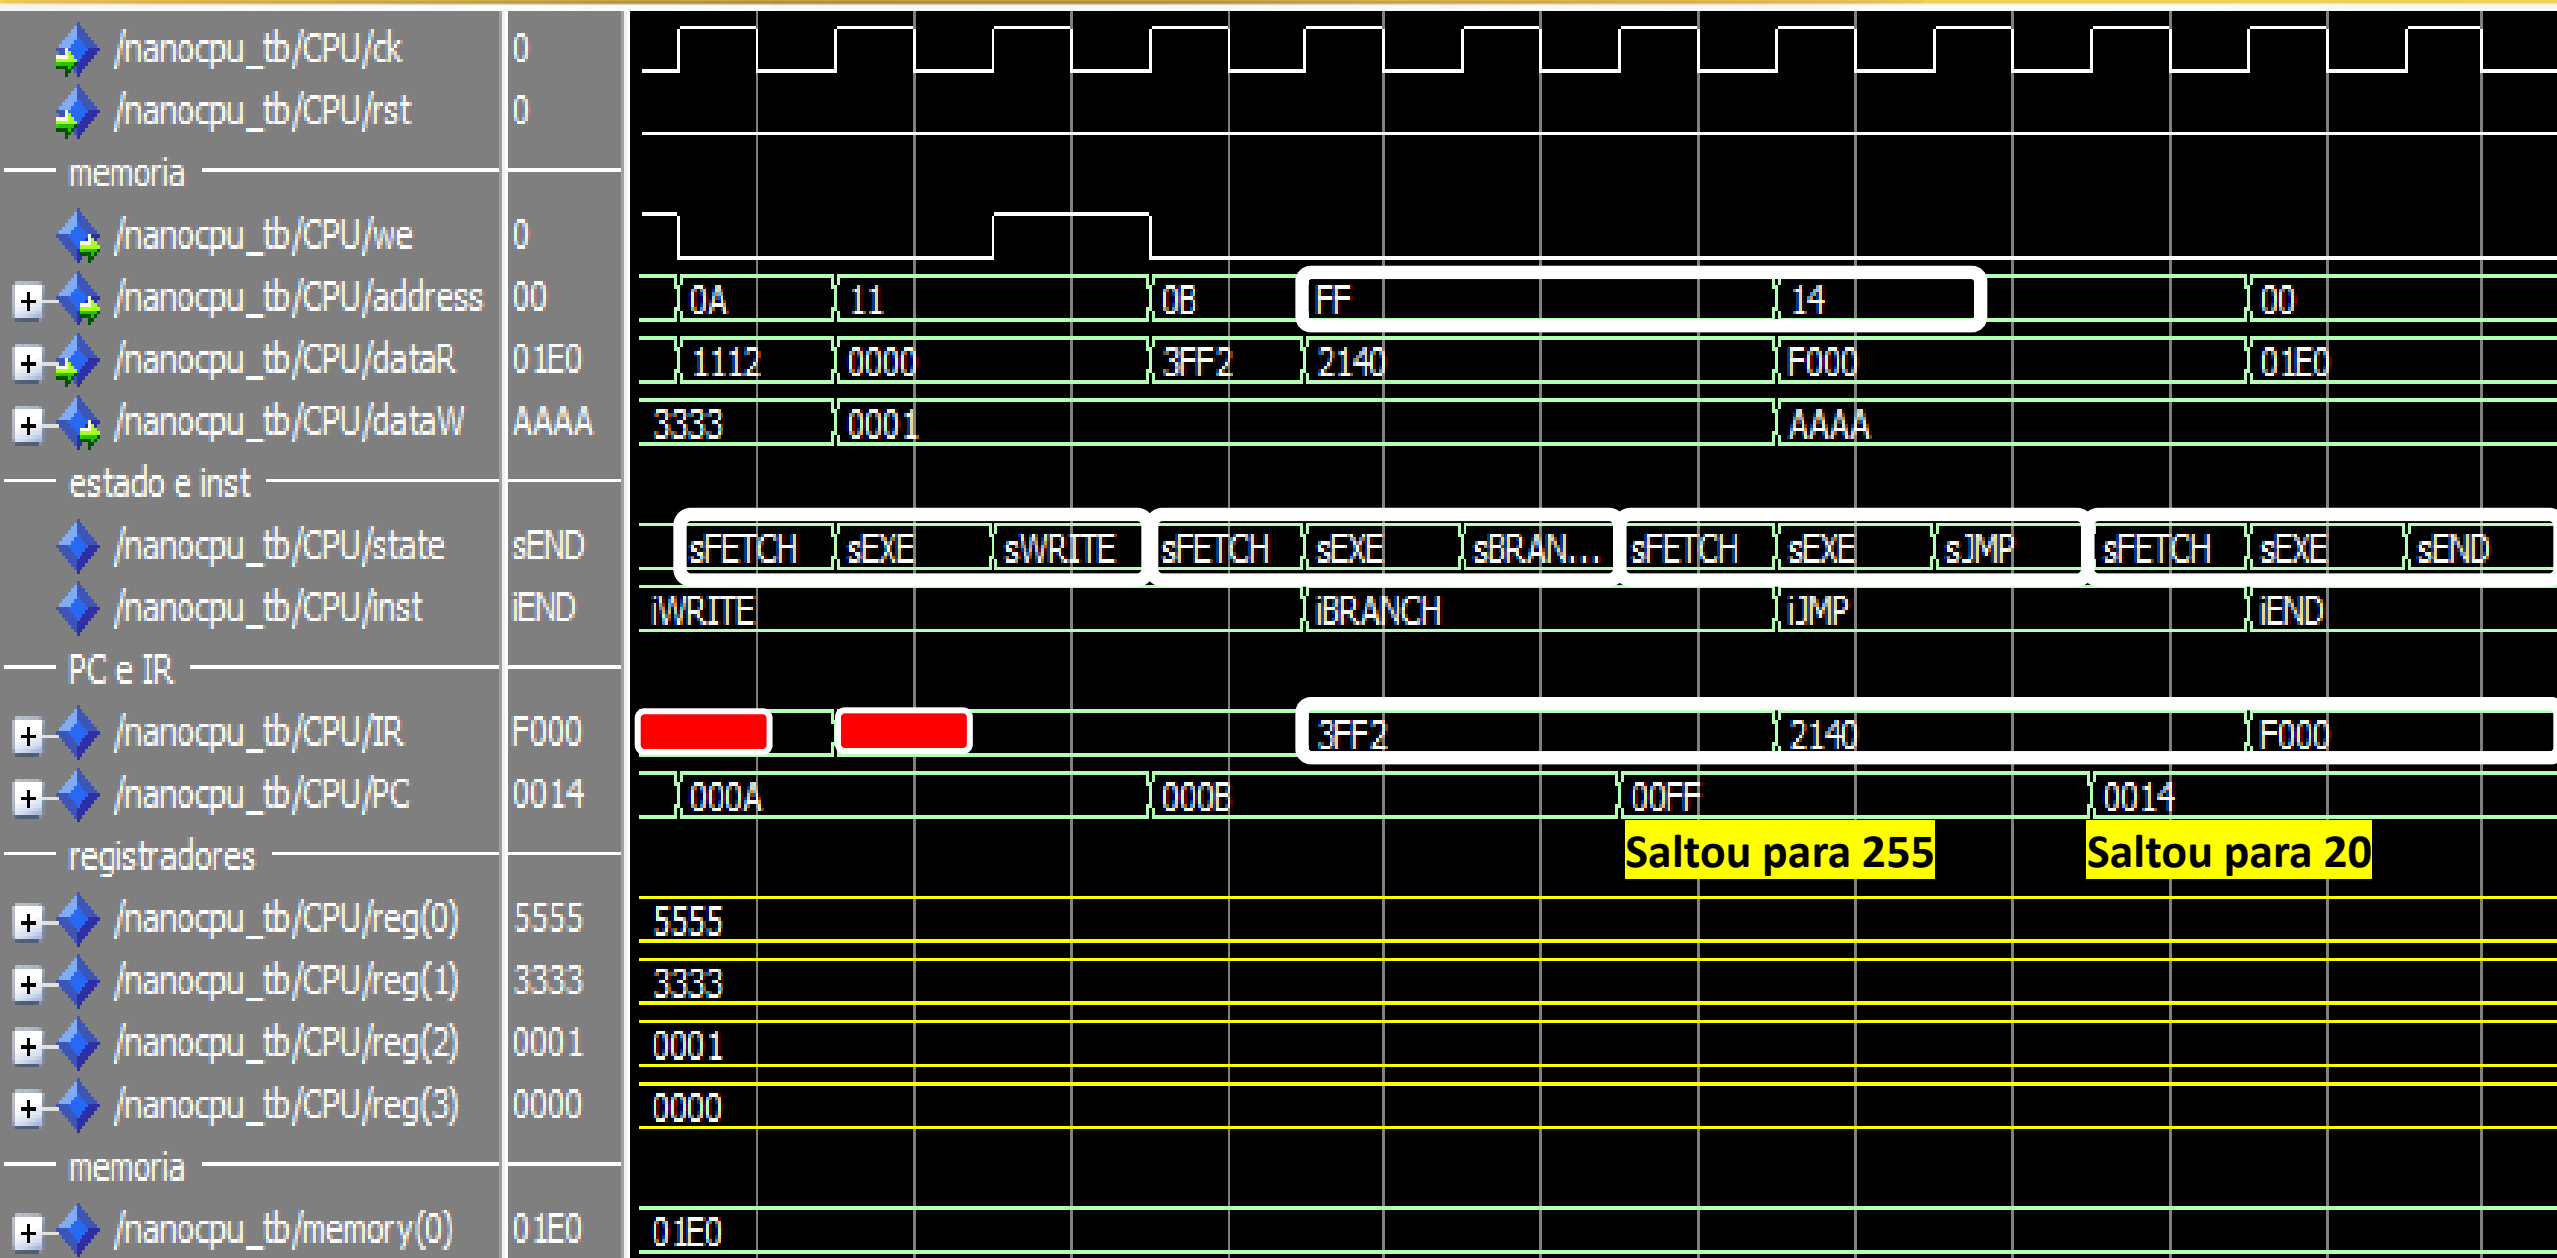 /nanocpu_tb/CPU/ck 0
/nanocpu_tb/CPU/rst 0
memoria
/nanocpu_tb/CPU/we 0
/nanocpu_tb/CPU/address 00 0A 11 0B FF 14 00
/nanocpu_tb/CPU/dataR 01E0 1112 0000 3FF2 2140 F000 01E0
/nanocpu_tb/CPU/dataW AAAA 3333 0001 AAAA
estado e inst
/nanocpu_tb/CPU/state sEND sFETCH sEXE sWRITE sFETCH sEXE sBRAN... sFETCH sEXE sJMP sFETCH sEXE sEND
/nanocpu_tb/CPU/inst iEND iWRITE iBRANCH iJMP iEND
PC e IR
/nanocpu_tb/CPU/IR F000 3FF2 2140 F000
/nanocpu_tb/CPU/PC 0014 000A 000B 00FF 0014
Saltou para 255 Saltou para 20
registradores
/nanocpu_tb/CPU/reg(0) 5555 5555
/nanocpu_tb/CPU/reg(1) 3333 3333
/nanocpu_tb/CPU/reg(2) 0001 0001
/nanocpu_tb/CPU/reg(3) 0000 0000
memoria
/nanocpu_tb/memory(0) 01E0 01E0